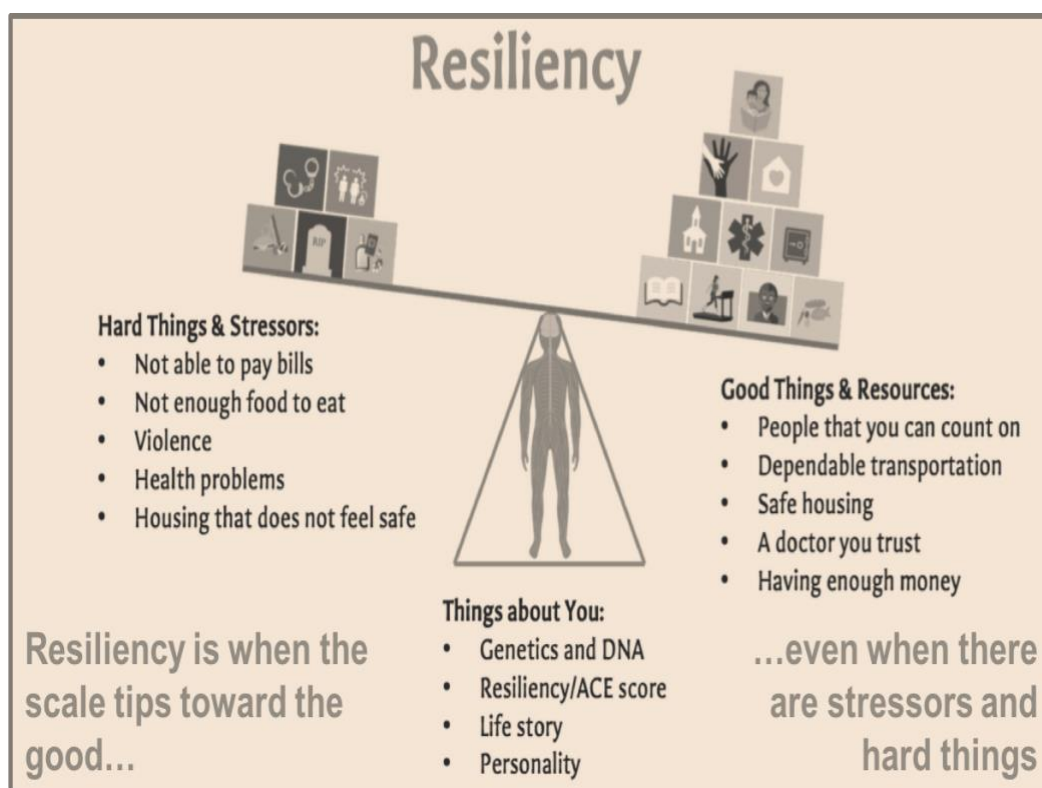 Resiliency
RIP
Hard Things & Stressors:
• Not able to pay bills
• Not enough food to eat
• Violence
• Health problems
• Housing that does not feel safe
Good Things & Resources:
• People that you can count on
• Dependable transportation
• Safe housing
• A doctor you trust
• Having enough money
Things about You:
• Genetics and DNA
• Resiliency/ACE score
• Life story
• Personality
Resiliency is when the
scale tips toward the
good...
...even when there
are stressors and
hard things